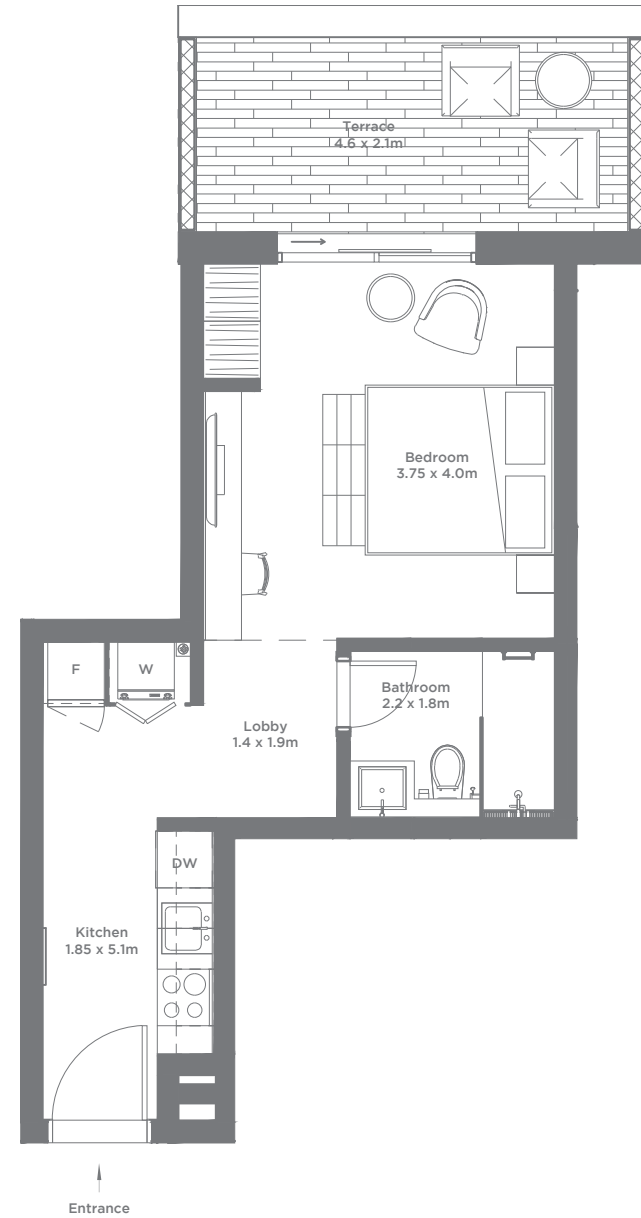 Terrace
4.6 x 2.1m
Bedroom
3.75 x 4.0m
F
W
Bathroom
2.2 x 1.8m
Lobby
1.4 x 1.9m
DW
Kitchen
1.85 x 5.1m
Entrance